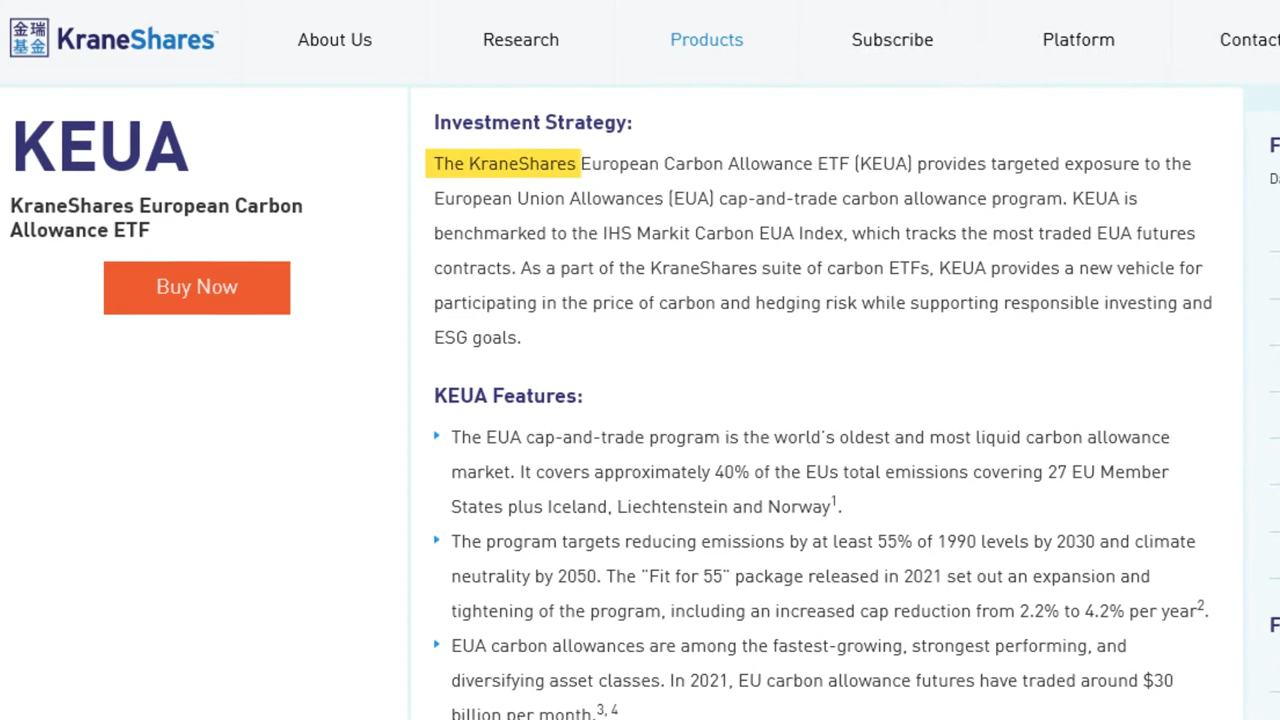 金瑞
基金
KraneShares™
About Us
Research
Products
Subscribe
Platform
Contact
KEUA
KraneShares European Carbon
Allowance ETF
Buy Now
Investment Strategy:
The KraneShares European Carbon Allowance ETF (KEUA) provides targeted exposure to the
European Union Allowances (EUA) cap-and-trade carbon allowance program. KEUA is
benchmarked to the IHS Markit Carbon EUA Index, which tracks the most traded EUA futures
contracts. As a part of the KraneShares suite of carbon ETFs, KEUA provides a new vehicle for
participating in the price of carbon and hedging risk while supporting responsible investing and
ESG goals.
KEUA Features:
The EUA cap-and-trade program is the world's oldest and most liquid carbon allowance
market. It covers approximately 40% of the EUs total emissions covering 27 EU Member
States plus Iceland, Liechtenstein and Norway¹.
The program targets reducing emissions by at least 55% of 1990 levels by 2030 and climate
neutrality by 2050. The "Fit for 55" package released in 2021 set out an expansion and
tightening of the program, including an increased cap reduction from 2.2% to 4.2% per year².
EUA carbon allowances are among the fastest-growing, strongest performing, and
diversifying asset classes. In 2021, EU carbon allowance futures have traded around $30
billion per month.³, ⁴